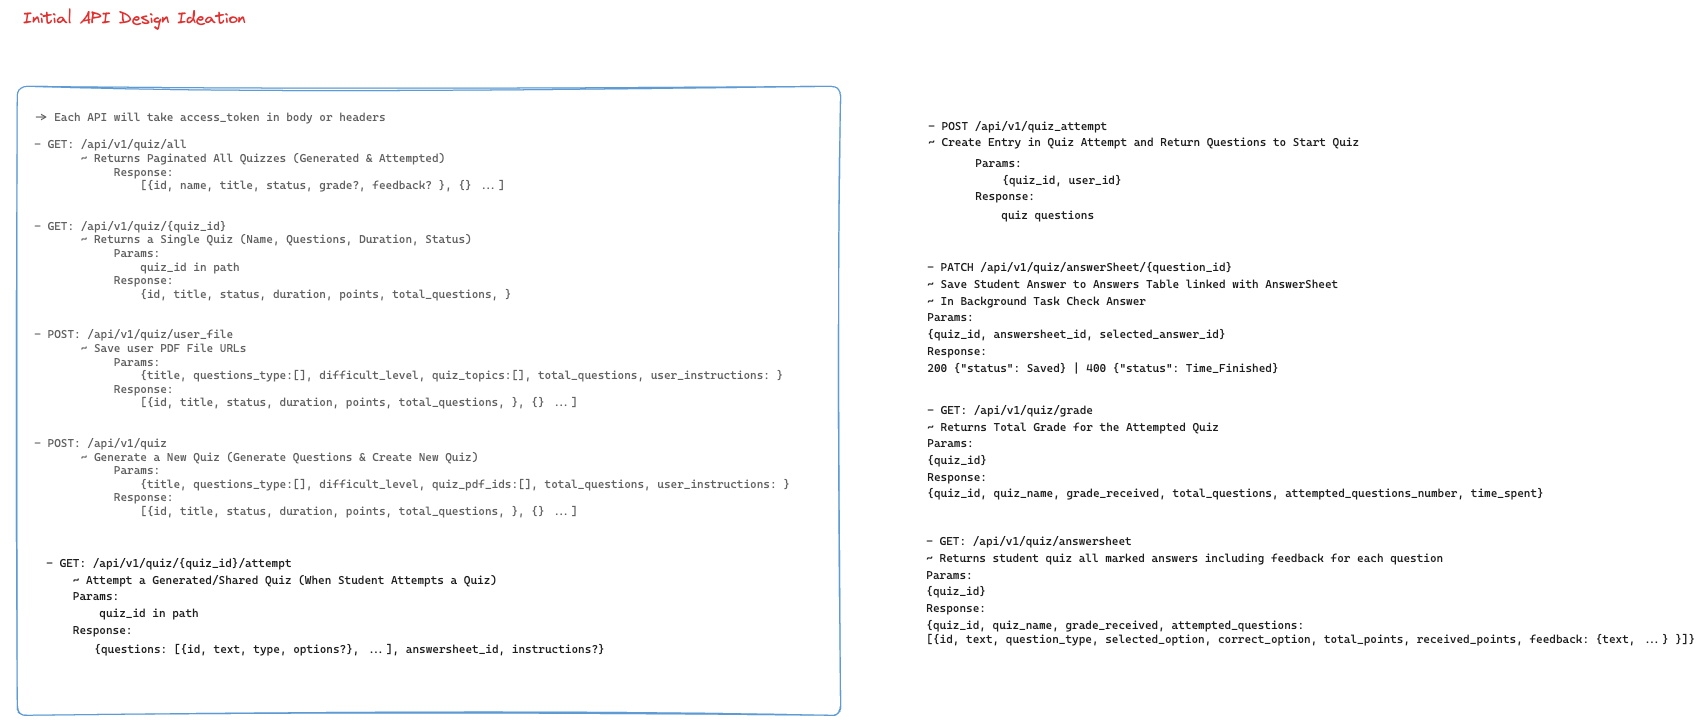 Initial API Design Ideation
→ Each API will take access_token in body or headers
- GET: /api/v1/quiz/all
~ Returns Paginated All Quizzes (Generated & Attempted)
Response:
[{id, name, title, status, grade?, feedback? }, {} ...]
- GET: /api/v1/quiz/{quiz_id}
~ Returns a Single Quiz (Name, Questions, Duration, Status)
Params:
quiz_id in path
Response:
{id, title, status, duration, points, total_questions, }
- POST: /api/v1/quiz/user_file
~ Save user PDF File URLs
Params:
{title, questions_type:[], difficult_level, quiz_topics:[], total_questions, user_instructions: }
Response:
[{id, title, status, duration, points, total_questions, }, {} ...]
- POST: /api/v1/quiz
~ Generate a New Quiz (Generate Questions & Create New Quiz)
Params:
{title, questions_type:[], difficult_level, quiz_pdf_ids:[], total_questions, user_instructions: }
Response:
[{id, title, status, duration, points, total_questions, }, {} ...]
- GET: /api/v1/quiz/{quiz_id}/attempt
~ Attempt a Generated/Shared Quiz (When Student Attempts a Quiz)
Params:
quiz_id in path
Response:
{questions: [{id, text, type, options?}, ...], answersheet_id, instructions?}
- POST /api/v1/quiz_attempt
~ Create Entry in Quiz Attempt and Return Questions to Start Quiz
Params:
{quiz_id, user_id}
Response:
quiz questions
- PATCH /api/v1/quiz/answerSheet/{question_id}
~ Save Student Answer to Answers Table linked with AnswerSheet
~ In Background Task Check Answer
Params:
{quiz_id, answersheet_id, selected_answer_id}
Response:
200 {"status": Saved} | 400 {"status": Time_Finished}
- GET: /api/v1/quiz/grade
~ Returns Total Grade for the Attempted Quiz
Params:
{quiz_id}
Response:
{quiz_id, quiz_name, grade_received, total_questions, attempted_questions_number, time_spent}
- GET: /api/v1/quiz/answersheet
~ Returns student quiz all marked answers including feedback for each question
Params:
{quiz_id}
Response:
{quiz_id, quiz_name, grade_received, attempted_questions:
[{id, text, question_type, selected_option, correct_option, total_points, received_points, feedback: {text, ...} }]}